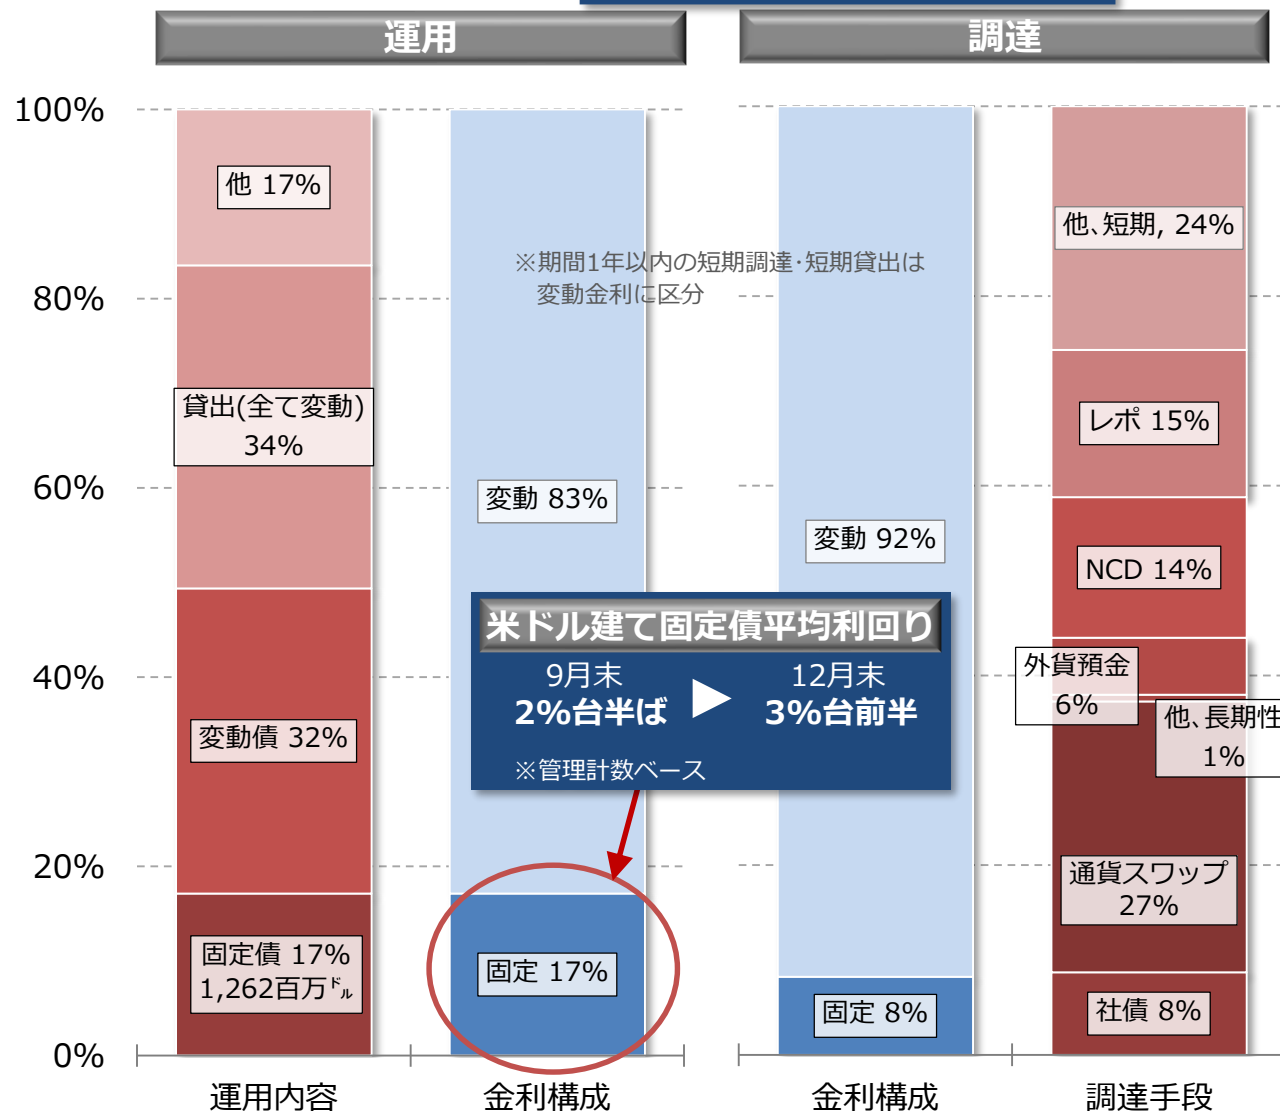 運用
調達
100%
80%
60%
40%
20%
0%
他 17%
貸出(全て変動)
34%
変動債 32%
固定債 17%
1,262百万㌦
※期間1年以内の短期調達･短期貸出は
変動金利に区分
変動 83%
固定 17%
米ドル建て固定債平均利回り
9月末
2%台半ば
12月末
3%台前半
※管理計数ベース
変動 92%
固定 8%
他､短期, 24%
レポ 15%
NCD 14%
外貨預金
6%
他､長期性
1%
通貨スワップ
27%
社債 8%
運用内容
金利構成
金利構成
調達手段